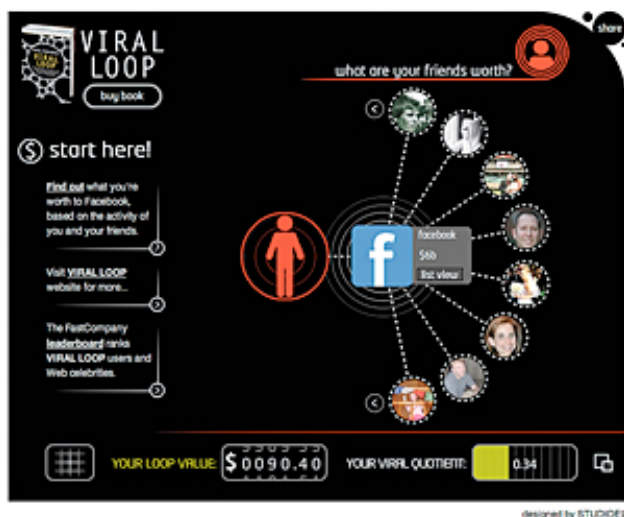 VIRAL
LOOP
buy book
share
what are your friends worth?
$ start here!
Find out what you're
worth to Facebook,
based on the activity of
you and your friends.
Visit VIRAL LOOP
website for more...
The FastCompany
leaderboard ranks
VIRAL LOOP users and
Web celebrities.
f
facebook
$6b
list view
YOUR LOOP VALUE: $0090.40
YOUR VIRAL QUOTIENT: 0.34
designed by